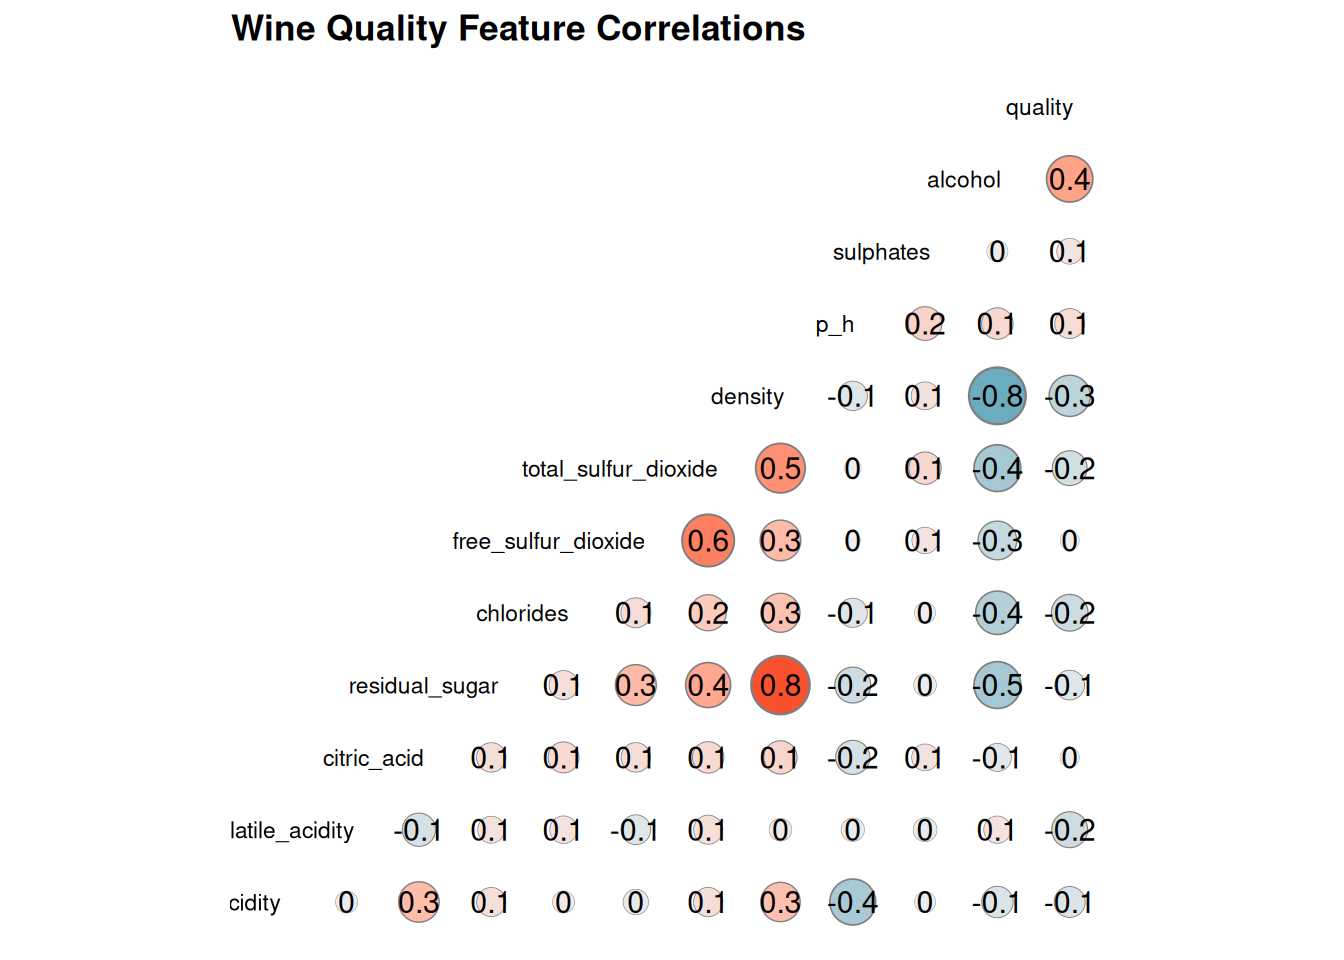 Wine Quality Feature Correlations
quality
alcohol 0.4
sulphates 0 0.1
p_h 0.2 0.1 0.1
density -0.1 0.1 -0.8 -0.3
total_sulfur_dioxide 0.5 0 0.1 -0.4 -0.2
free_sulfur_dioxide 0.6 0.3 0 0.1 -0.3 0
chlorides 0.1 0.2 0.3 -0.1 0 -0.4 -0.2
residual_sugar 0.1 0.3 0.4 0.8 -0.2 0 -0.5 -0.1
citric_acid 0.1 0.1 0.1 0.1 0.1 -0.2 0.1 -0.1 0
latile_acidity -0.1 0.1 0.1 -0.1 0.1 0 0 0 0.1 -0.2
cidity 0 0.3 0.1 0 0 0.1 0.3 -0.4 0 -0.1 -0.1